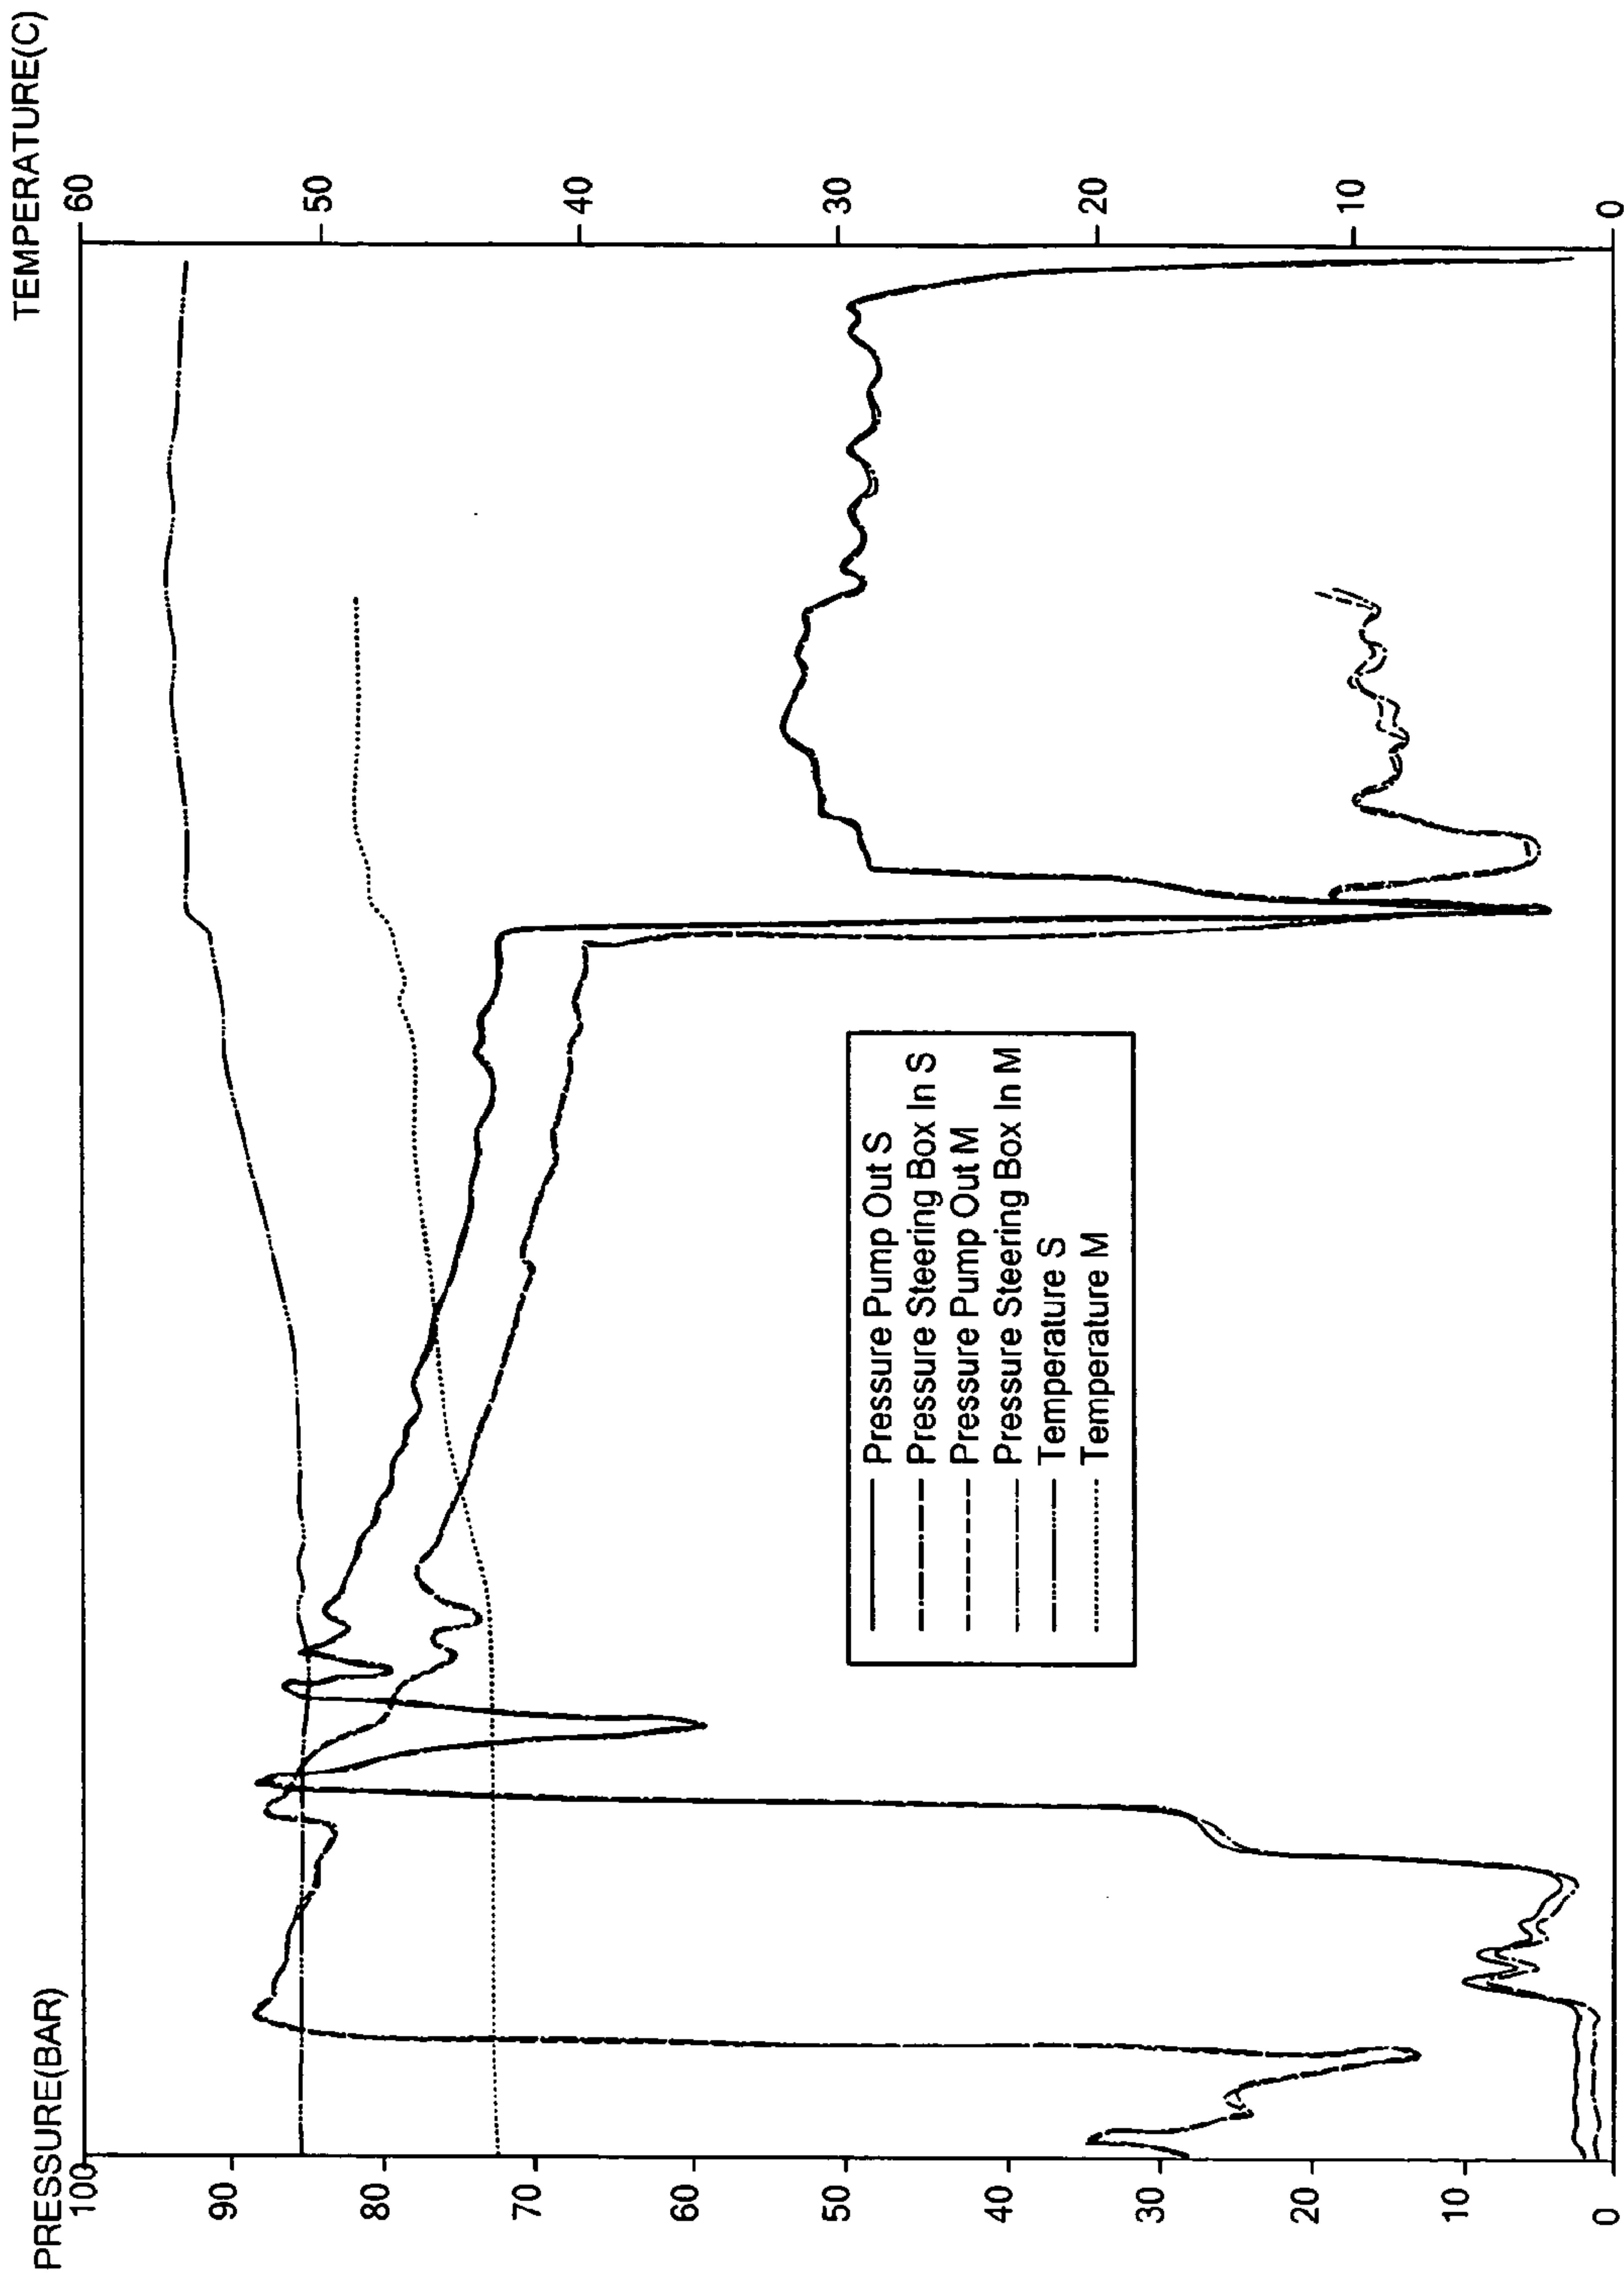 PRESSURE(BAR)
100
90
80
70
60
50
40
30
20
10
0
Pressure Pump Out S
Pressure Steering Box In S
Pressure Pump Out M
Pressure Steering Box In M
Temperature S
Temperature M
TEMPERATURE(C)
60
50
40
30
20
10
0